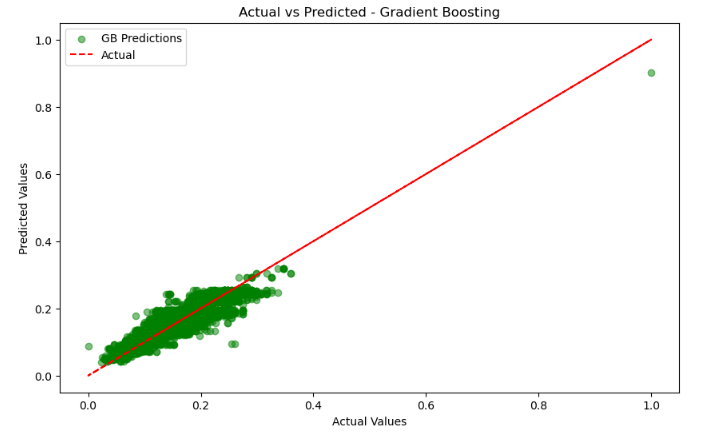 Actual vs Predicted - Gradient Boosting
GB Predictions
Actual
1.0
0.8
0.6
0.4
0.2
0.0
Predicted Values
0.0 0.2 0.4 0.6 0.8 1.0
Actual Values